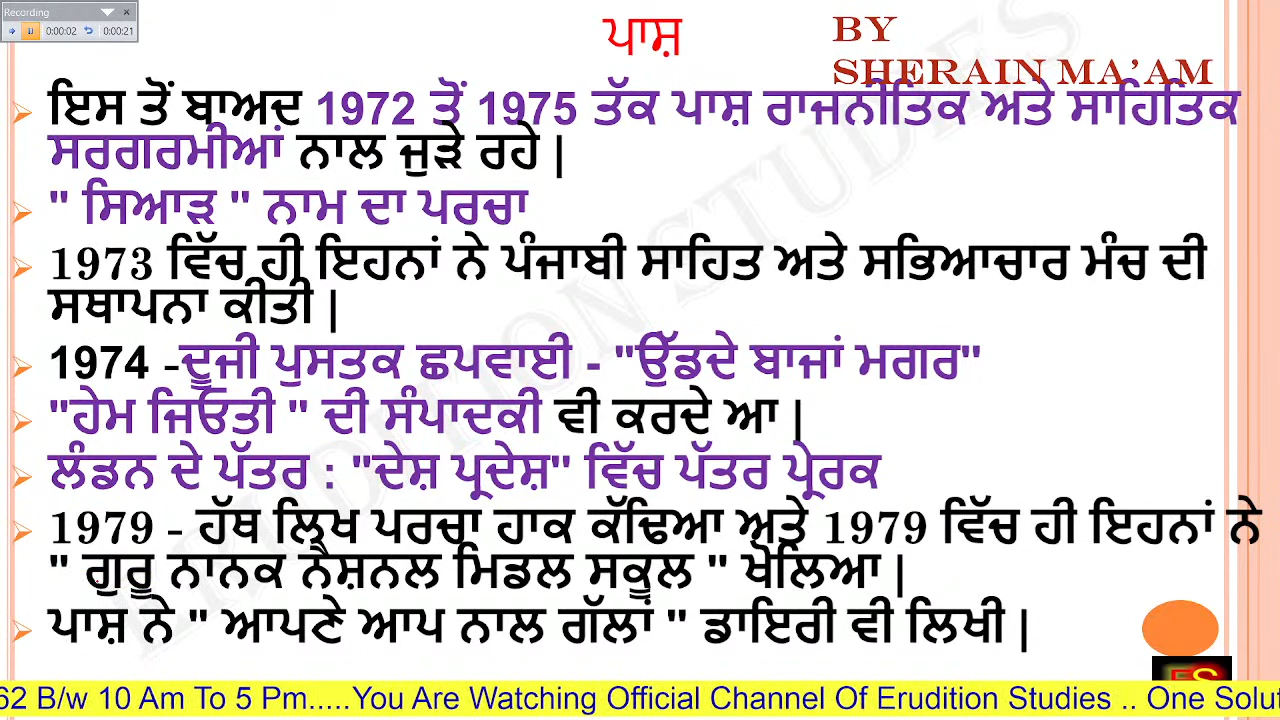 Recording
0:00:02 0:00:21
ਪਾਸ਼
BY
SHERAIN MA'AM
ਇਸ ਤੋਂ ਬਾਅਦ 1972 ਤੋਂ 1975 ਤੱਕ ਪਾਸ਼ ਰਾਜਨੀਤਿਕ ਅਤੇ ਸਾਹਿਤਿਕ
ਸਰਗਰਮੀਆਂ ਨਾਲ ਜੁੜੇ ਰਹੇ |
" ਸਿਆੜ " ਨਾਮ ਦਾ ਪਰਚਾ
1973 ਵਿੱਚ ਹੀ ਇਹਨਾਂ ਨੇ ਪੰਜਾਬੀ ਸਾਹਿਤ ਅਤੇ ਸਭਿਆਚਾਰ ਮੰਚ ਦੀ
ਸਥਾਪਨਾ ਕੀਤੀ |
1974 -ਦੂਜੀ ਪੁਸਤਕ ਛਪਵਾਈ - "ਉੱਡਦੇ ਬਾਜਾਂ ਮਗਰ"
"ਹੇਮ ਜਿਓਤੀ " ਦੀ ਸੰਪਾਦਕੀ ਵੀ ਕਰਦੇ ਆ |
ਲੰਡਨ ਦੇ ਪੱਤਰ : "ਦੇਸ਼ ਪ੍ਰਦੇਸ਼" ਵਿੱਚ ਪੱਤਰ ਪ੍ਰੇਰਕ
1979 - ਹੱਥ ਲਿਖ ਪਰਚਾ ਹਾਕ ਕੱਢਿਆ ਅਤੇ 1979 ਵਿੱਚ ਹੀ ਇਹਨਾਂ ਨੇ
" ਗੁਰੂ ਨਾਨਕ ਨੈਸ਼ਨਲ ਮਿਡਲ ਸਕੂਲ " ਖੋਲਿਆ |
ਪਾਸ਼ ਨੇ " ਆਪਣੇ ਆਪ ਨਾਲ ਗੱਲਾਂ " ਡਾਇਰੀ ਵੀ ਲਿਖੀ |
ERUDITION STUDIES
ES
62 B/w 10 Am To 5 Pm.....You Are Watching Official Channel Of Erudition Studies .. One Solut